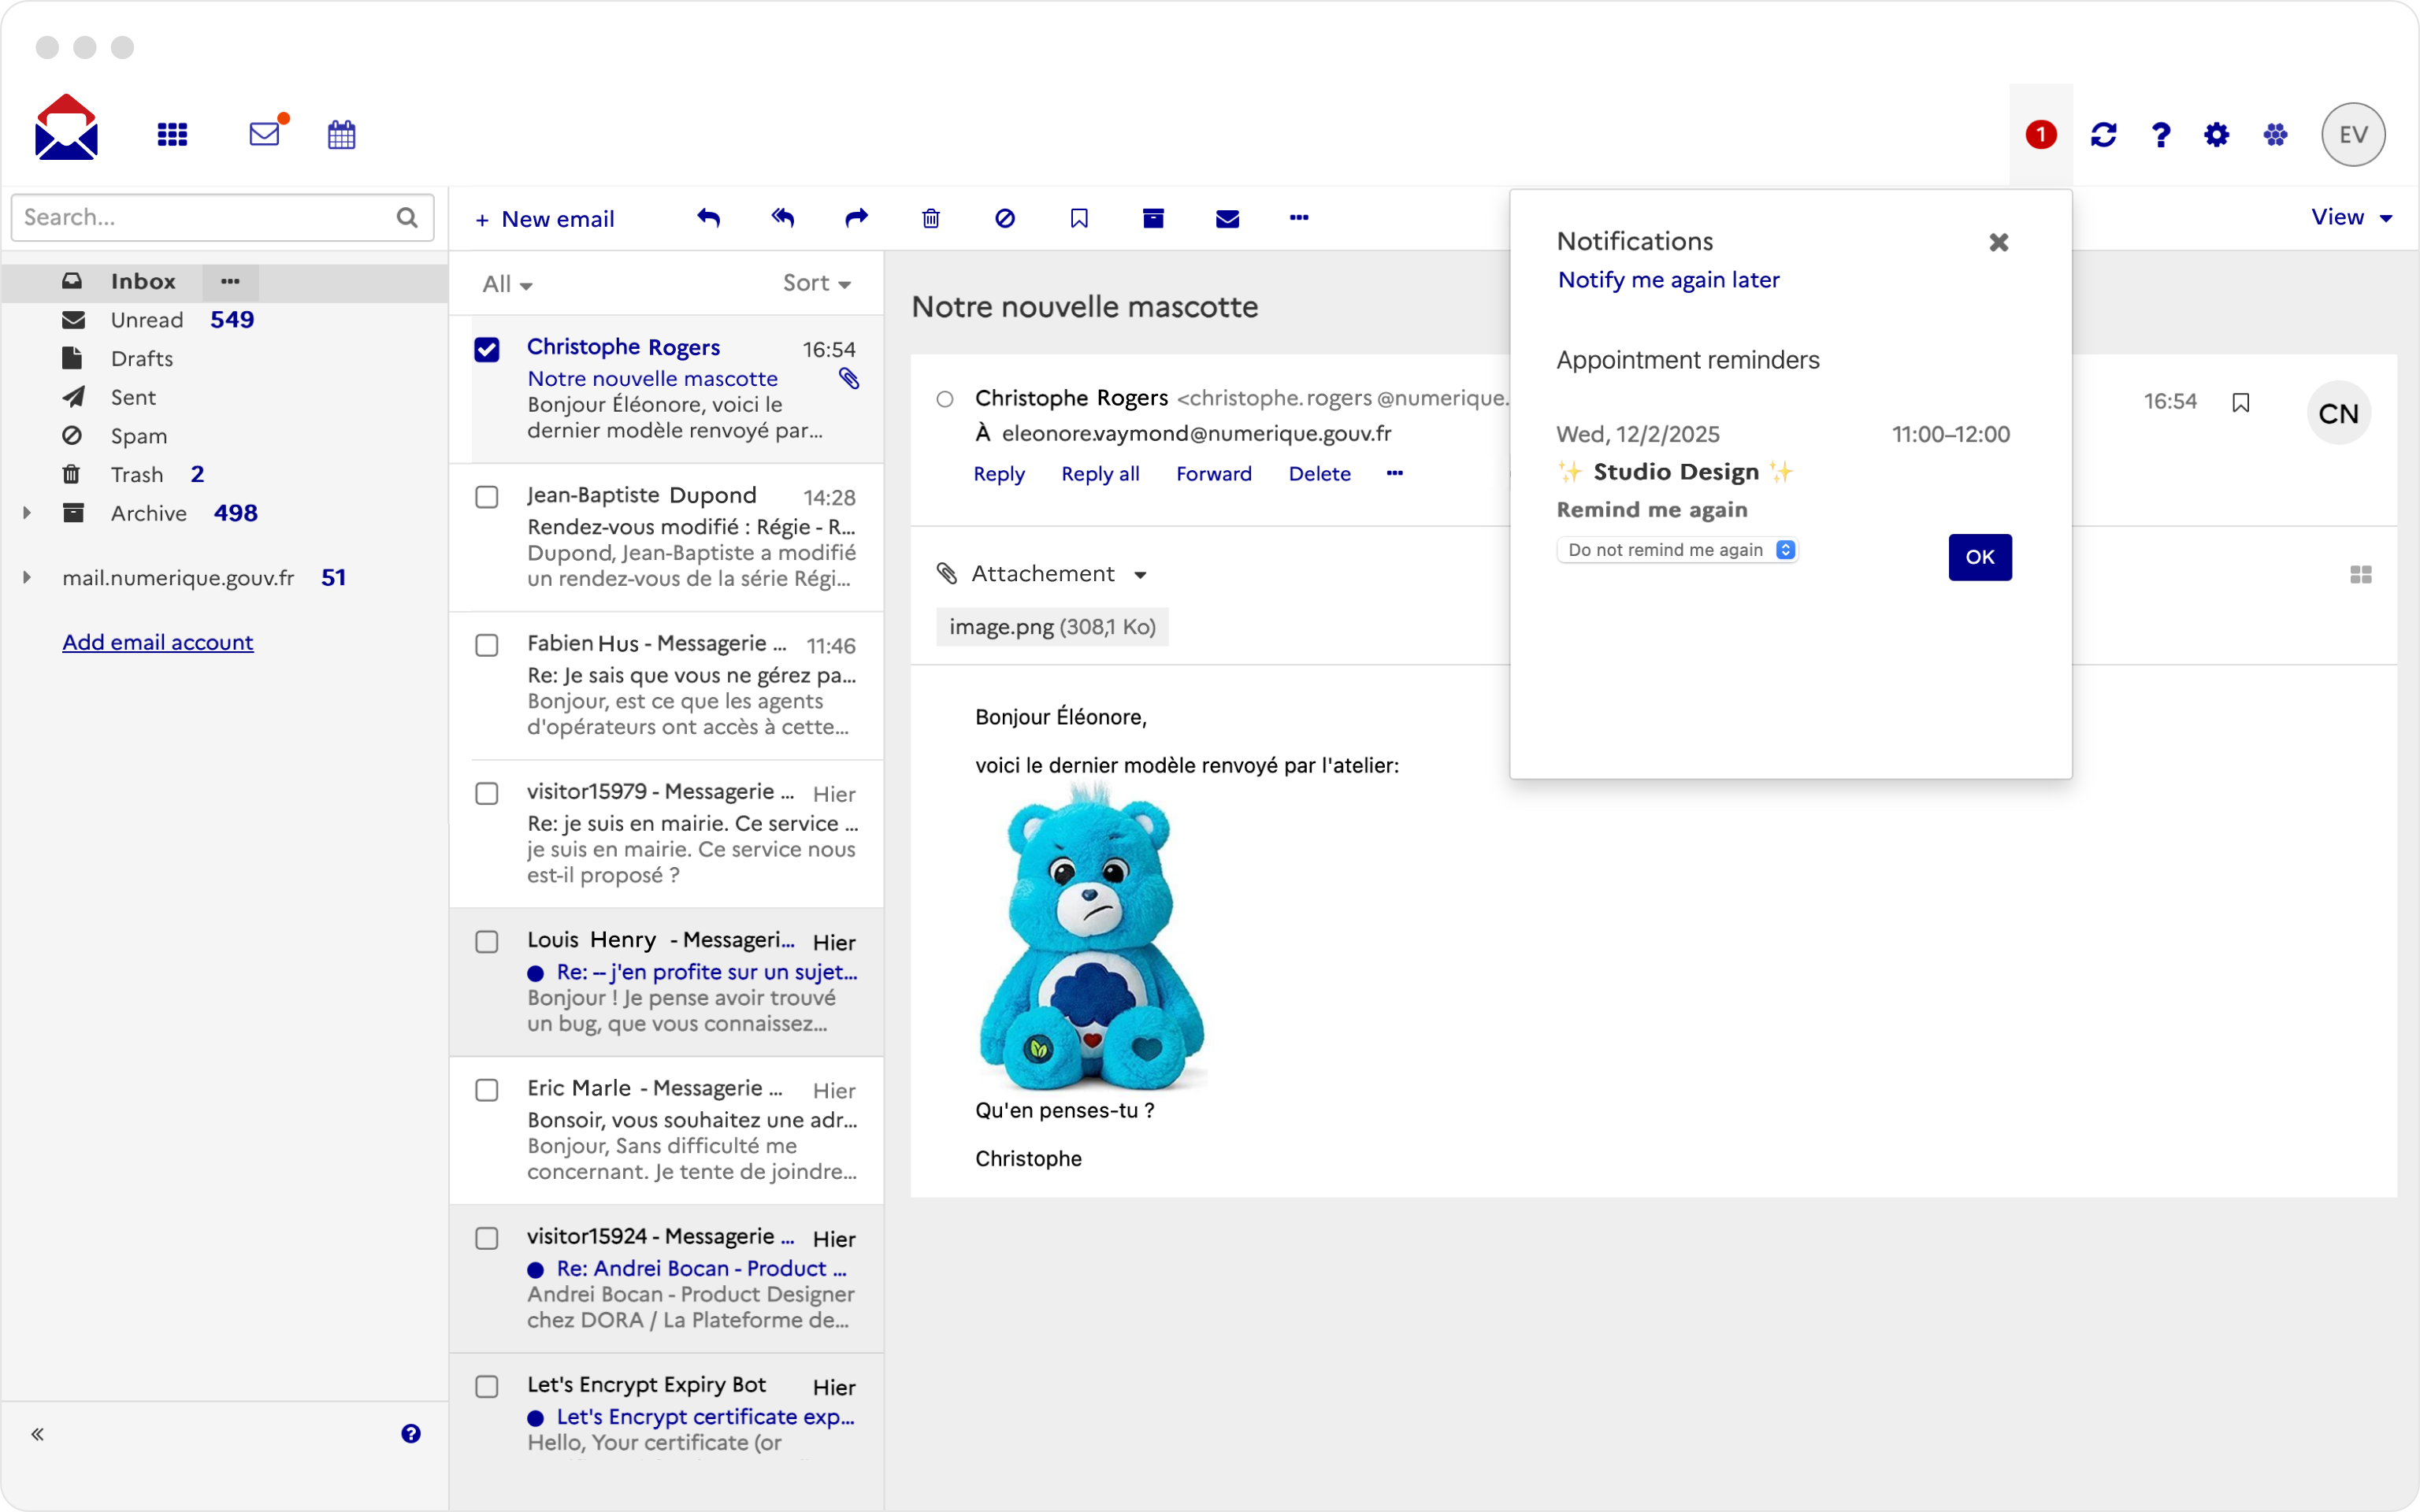 1
EV
Search...
+ New email
View
Inbox
Unread 549
Drafts
Sent
Spam
Trash 2
Archive 498
mail.numerique.gouv.fr 51
Add email account
All
Sort
Christophe Rogers 16:54
Notre nouvelle mascotte
Bonjour Éléonore, voici le
dernier modèle renvoyé par...
Jean-Baptiste Dupond 14:28
Rendez-vous modifié : Régie - R...
Dupond, Jean-Baptiste a modifié
un rendez-vous de la série Régi...
Fabien Hus - Messagerie ... 11:46
Re: Je sais que vous ne gérez pa...
Bonjour, est ce que les agents
d'opérateurs ont accès à cette...
visitor15979 - Messagerie ... Hier
Re: je suis en mairie. Ce service ...
je suis en mairie. Ce service nous
est-il proposé ?
Louis Henry - Messageri... Hier
Re: -- j'en profite sur un sujet...
Bonjour ! Je pense avoir trouvé
un bug, que vous connaissez...
Eric Marle - Messagerie ... Hier
Bonsoir, vous souhaitez une adr...
Bonjour, Sans difficulté me
concernant. Je tente de joindre...
visitor15924 - Messagerie ... Hier
Re: Andrei Bocan - Product ...
Andrei Bocan - Product Designer
chez DORA / La Plateforme de...
Let's Encrypt Expiry Bot Hier
Let's Encrypt certificate exp...
Hello, Your certificate (or
Notre nouvelle mascotte
Christophe Rogers <christophe.rogers @numerique.
16:54
CN
À eleonore.vaymond@numerique.gouv.fr
Reply Reply all Forward Delete
Attachement
image.png (308,1 Ko)
Bonjour Éléonore,
voici le dernier modèle renvoyé par l'atelier:
Qu'en penses-tu ?
Christophe
Notifications
Notify me again later
Appointment reminders
Wed, 12/2/2025 11:00–12:00
✨ Studio Design ✨
Remind me again
Do not remind me again
OK